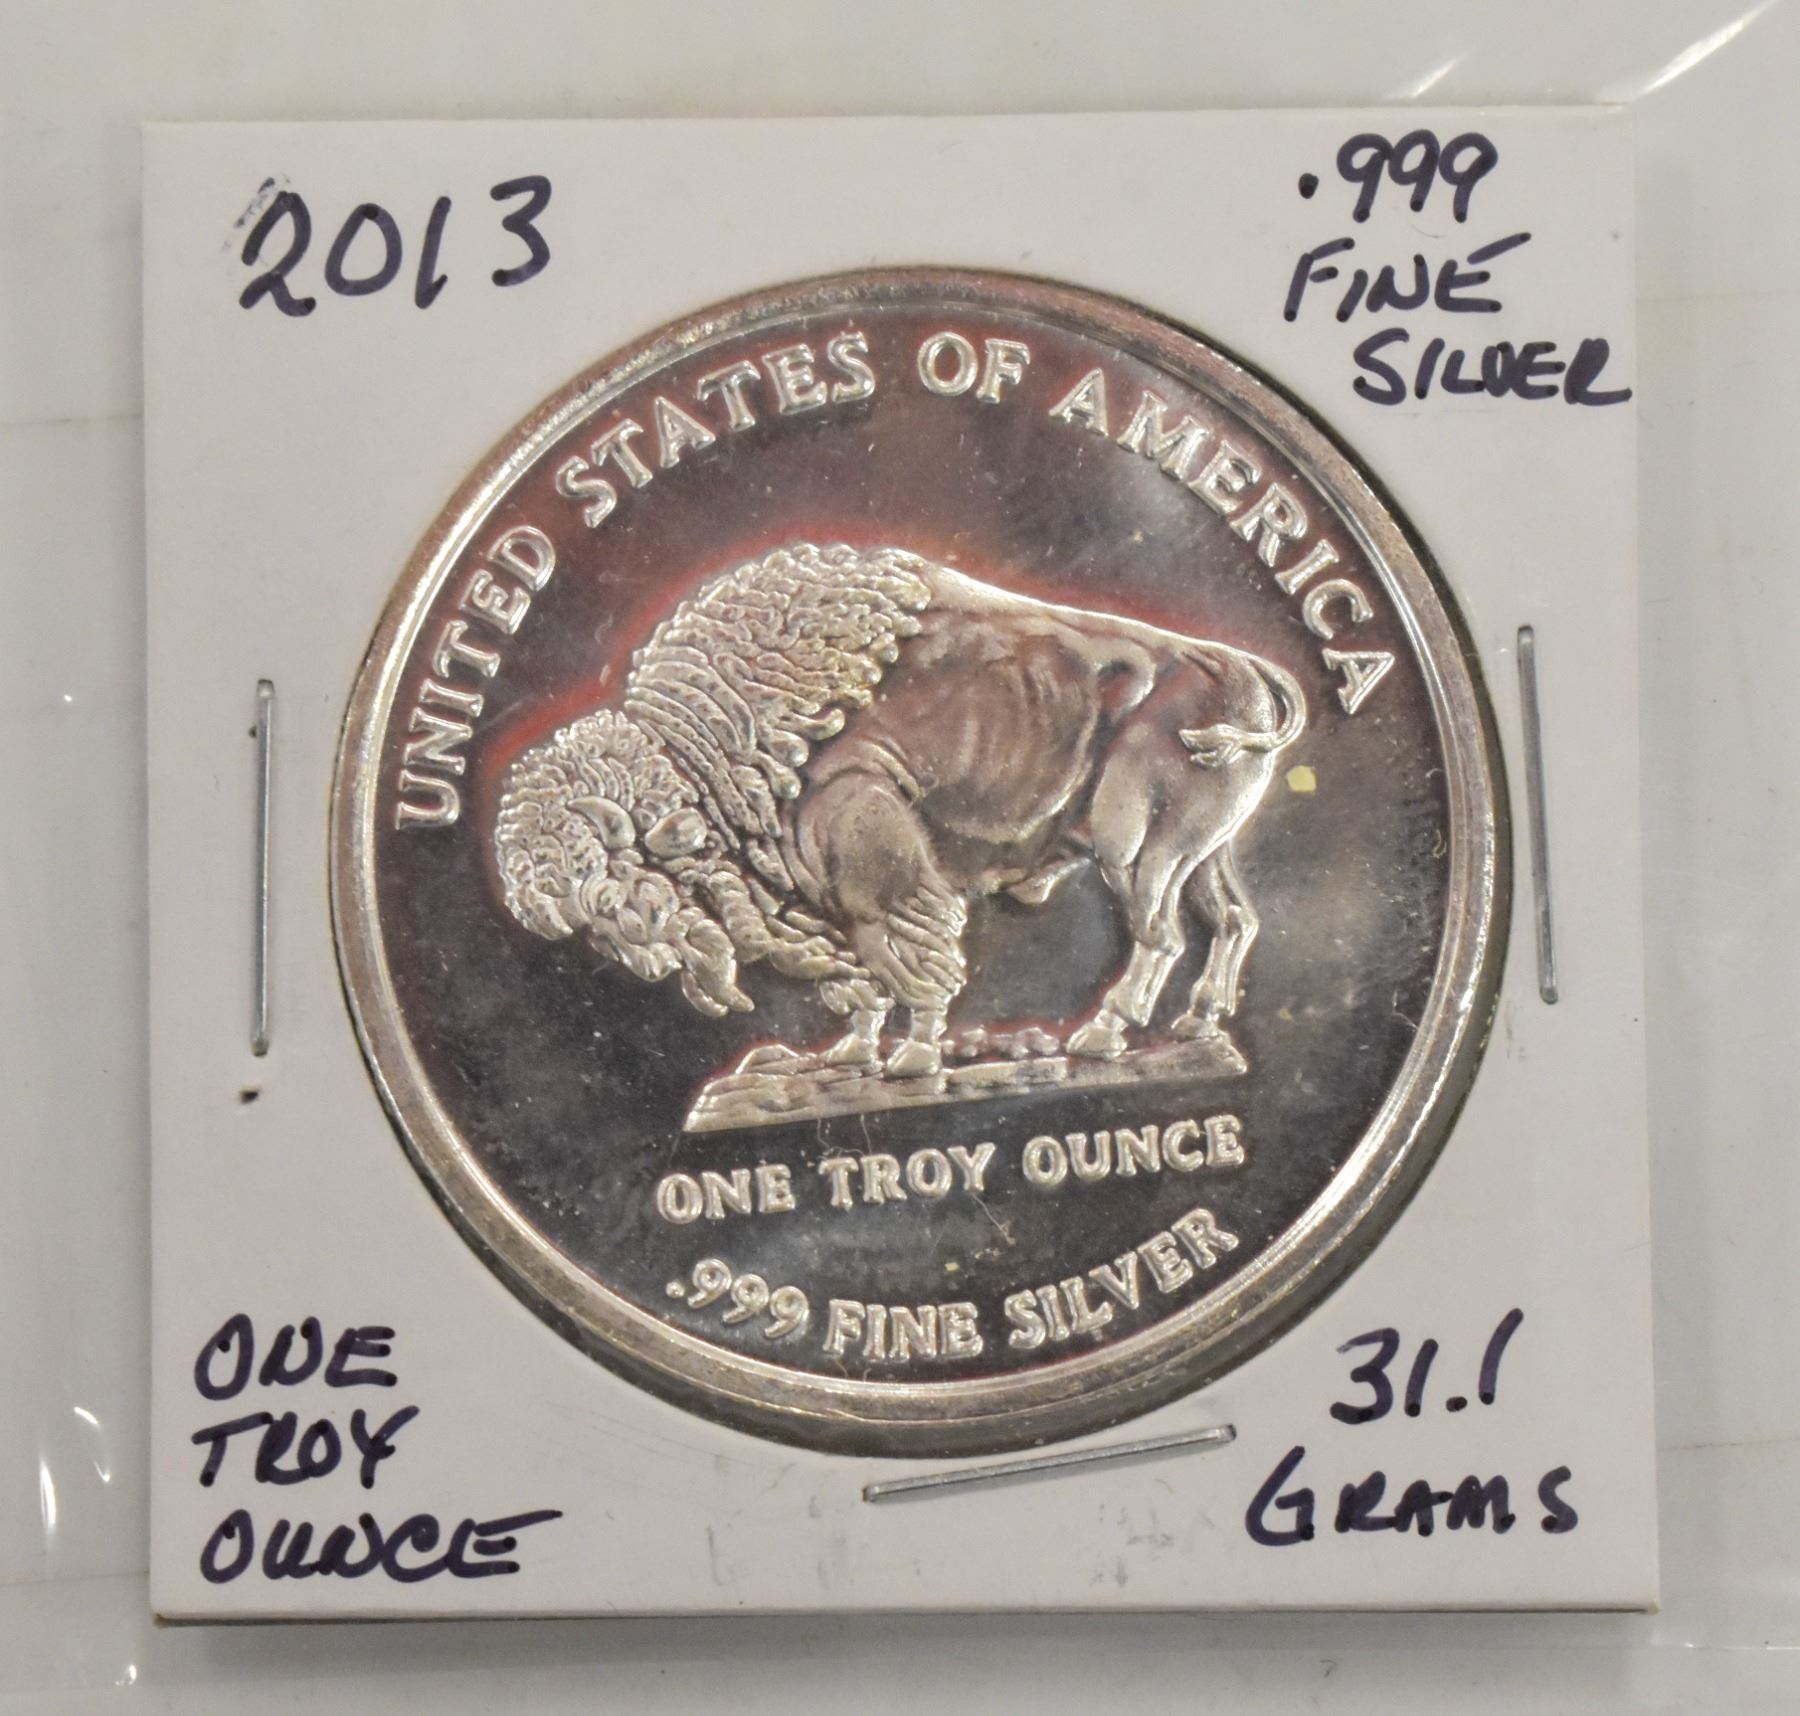 2013
.999
FINE
SILVER
UNITED STATES OF AMERICA
ONE TROY OUNCE
.999 FINE SILVER
ONE
TROY
OUNCE
31.1
GRAMS